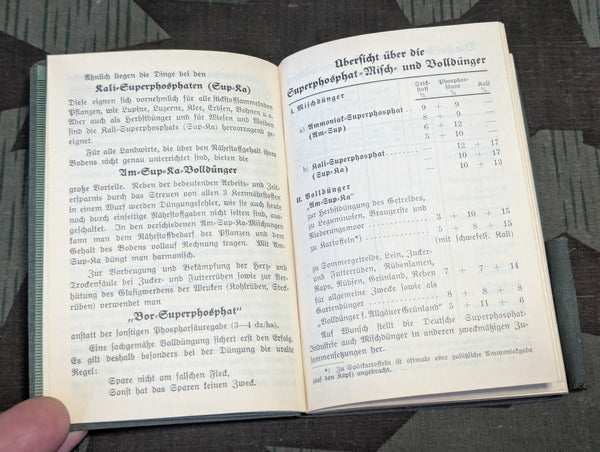 Ähnlich liegen die Dinge bei den
Kali-Superphosphaten (Sup-Ka)
Diese eignen sich vornehmlich für alle stickstoffsammelnden
Pflanzen, wie Lupine, Luzerne, Klee, Erbsen, Bohnen u. a.
Aber auch als Herbstdünger und für Wiesen und Weiden
sind die Kali-Superphosphate (Sup-Ka) hervorragend ge-
eignet.
Für alle Landwirte, die über den Nährstoffgehalt ihres
Bodens nicht genau unterrichtet sind, bieten die
Am-Sup-Ka-Volldünger
große Vorteile. Neben der bedeutenden Arbeits- und Zeit-
ersparnis durch das Streuen von allen 3 Kernnährstoffen
in einem Wurf werden Düngungsfehler, wie sie auch heute
noch durch einseitige Nährstoffgaben nicht selten sind, aus-
geschaltet. In den verschiedenen Am-Sup-Ka-Mischungen
kann man dem Nährstoffbedarf der Pflanzen und dem
Gehalt des Bodens vollauf Rechnung tragen. Mit Am-
Sup-Ka düngt man harmonisch.
Zur Vorbeugung und Bekämpfung der Herz- und
Trockenfäule bei Zucker- und Futterrüben sowie zur Ver-
hütung des Glasigwerdens der Wruken (Kohlrüben, Steck-
rüben) verwendet man
„Bor-Superphosphat“
anstatt der sonstigen Phosphorsäuregabe (3—4 dz/ha).
Eine sachgemäße Volldüngung sichert erst den Erfolg.
Es gilt deshalb besonders bei der Düngung die uralte
Regel:
Spare nicht am falschen Fleck,
Sonst hat das Sparen keinen Zweck.
Übersicht über die
Superphosphat-Misch- und Volldünger
Stick- Phosphor- Kali
stoff säure
% % %
I. Mischdünger
a) Ammoniak-Superphosphat . 9 + 9 —
(Am-Sup) 8 + 9 —
6 + 12 —
5 + 10 —
b) Kali-Superphosphat . . . . . . — 12 + 17
(Sup-Ka) — 10 + 17
— 10 + 13
II. Volldünger
„Am-Sup-Ka“
zur Herbstdüngung des Getreides,
zu Leguminosen, Braugerste und
Niederungsmoor . . . . . . . . . . . 3 + 10 + 15
zu Kartoffeln*) . . . . . . . . . . . . 5 + 8 + 15
(mit schwefels. Kali)
zu Sommergetreide, Lein, Zucker-
und Futterrüben, Rübensamen,
Raps, Rüblen, Grünland, Reben 7 + 7 + 14
für allgemeine Zwecke sowie als
Gartendünger . . . . . . . . . . . . 8 + 8 + 8
„Volldünger f. Allgäuer Grünland“ 5 + 11 + 6
Auf Wunsch stellt die Deutsche Superphosphat-
Industrie auch Mischdünger in anderen zweckmäßigen Zu-
sammensetzungen her.
*) Zu Spätkartoffeln ist oftmals eine zusätzliche Ammoniakgabe
(auf den Kopf) angebracht.